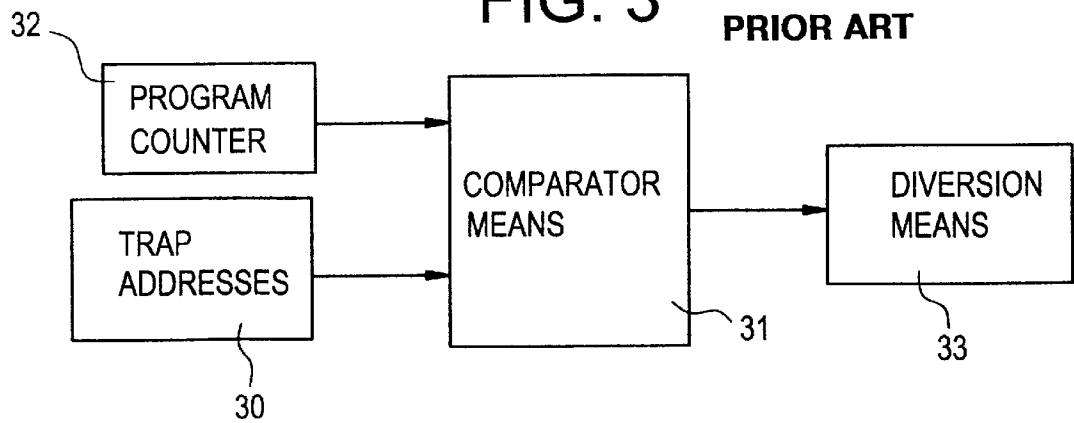 FIG. 3
PRIOR ART
32
PROGRAM
COUNTER
TRAP
ADDRESSES
30
COMPARATOR
MEANS
31
DIVERSION
MEANS
33